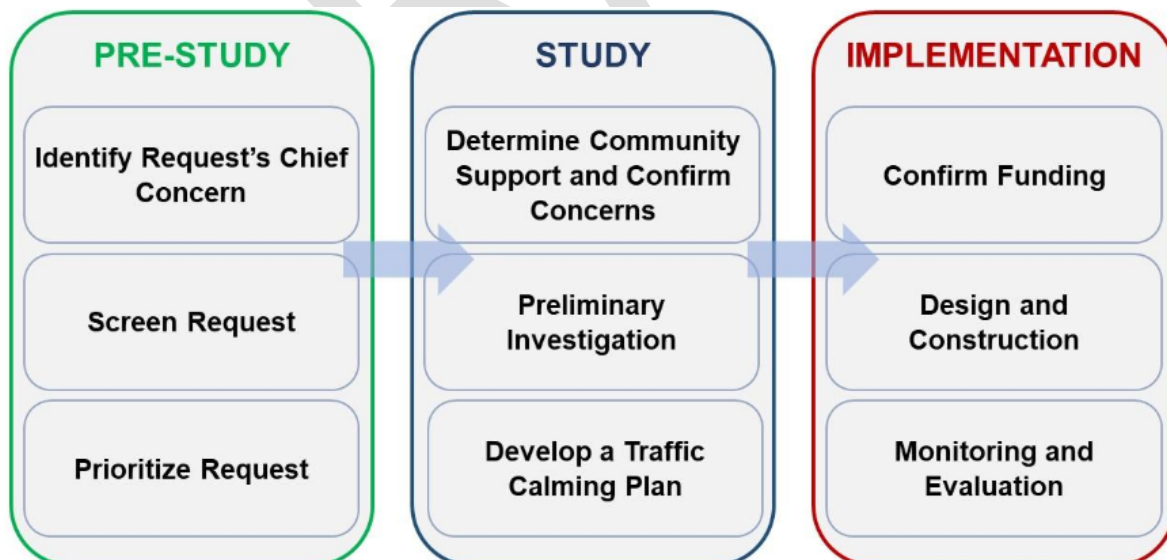 PRE-STUDY
Identify Request's Chief
Concern
Screen Request
Prioritize Request
STUDY
Determine Community
Support and Confirm
Concerns
Preliminary
Investigation
Develop a Traffic
Calming Plan
IMPLEMENTATION
Confirm Funding
Design and
Construction
Monitoring and
Evaluation